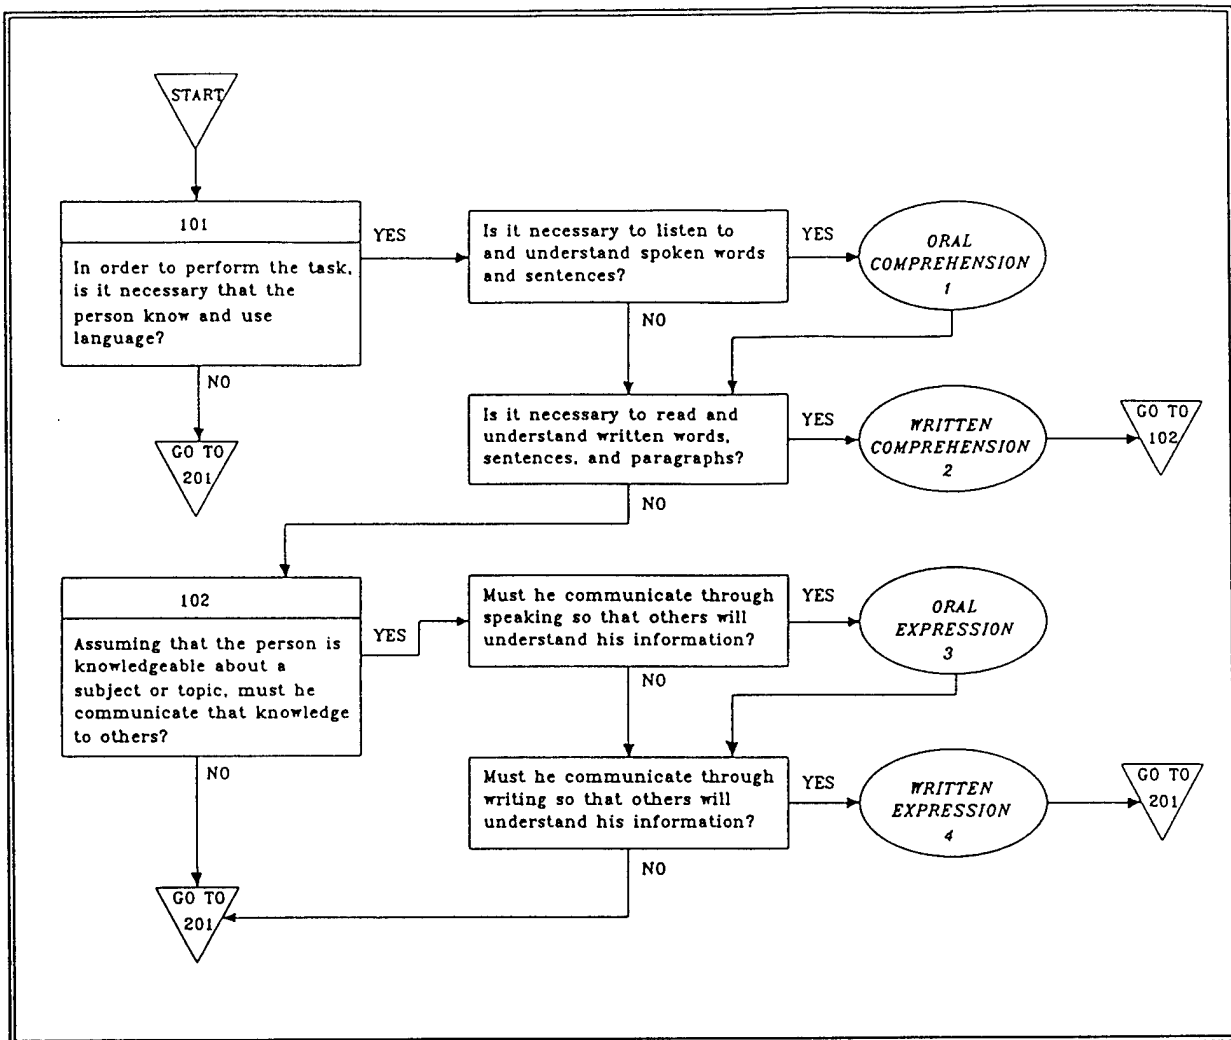 START
101
In order to perform the task,
is it necessary that the
person know and use
language?
YES
Is it necessary to listen to
and understand spoken words
and sentences?
YES
ORAL
COMPREHENSION
1
NO
NO
GO TO
201
Is it necessary to read and
understand written words,
sentences, and paragraphs?
YES
WRITTEN
COMPREHENSION
2
GO TO
102
NO
102
Assuming that the person is
knowledgeable about a
subject or topic, must he
communicate that knowledge
to others?
YES
Must he communicate through
speaking so that others will
understand his information?
YES
ORAL
EXPRESSION
3
NO
NO
Must he communicate through
writing so that others will
understand his information?
YES
WRITTEN
EXPRESSION
4
GO TO
201
NO
GO TO
201